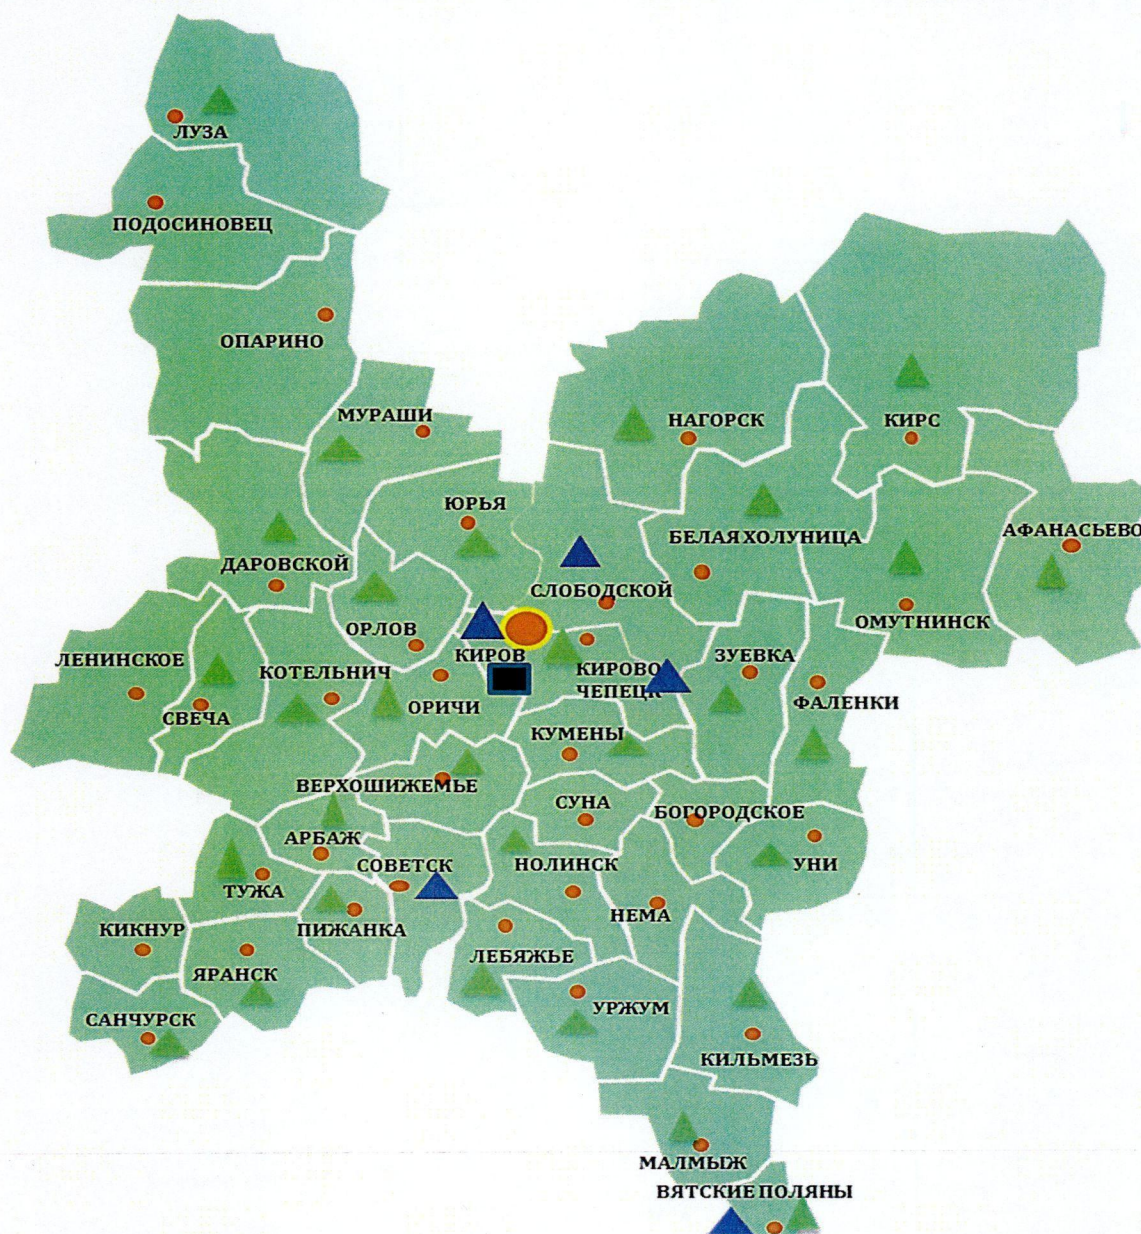 ЛУЗА
ПОДОСИНОВЕЦ
ОПАРИНО
МУРАШИ
НАГОРСК
КИРС
ЮРЬЯ
БЕЛАЯ ХОЛУНИЦА
АФАНАСЬЕВО
ДАРОВСКОЙ
СЛОБОДСКОЙ
ОРЛОВ
ОМУТНИНСК
ЛЕНИНСКОЕ
КОТЕЛЬНИЧ
КИРОВ
КИРОВО
ЧЕПЕЦК
ЗУЕВКА
СВЕЧА
ОРИЧИ
ФАЛЕНКИ
КУМЕНЫ
ВЕРХОШИЖЕМЬЕ
СУНА
БОГОРОДСКОЕ
АРБАЖ
СОВЕТСК
НОЛИНСК
УНИ
ТУЖА
НЕМА
КИКНУР
ПИЖАНКА
ЛЕБЯЖЬЕ
ЯРАНСК
УРЖУМ
САНЧУРСК
КИЛЬМЕЗЬ
МАЛМЫЖ
ВЯТСКИЕ ПОЛЯНЫ